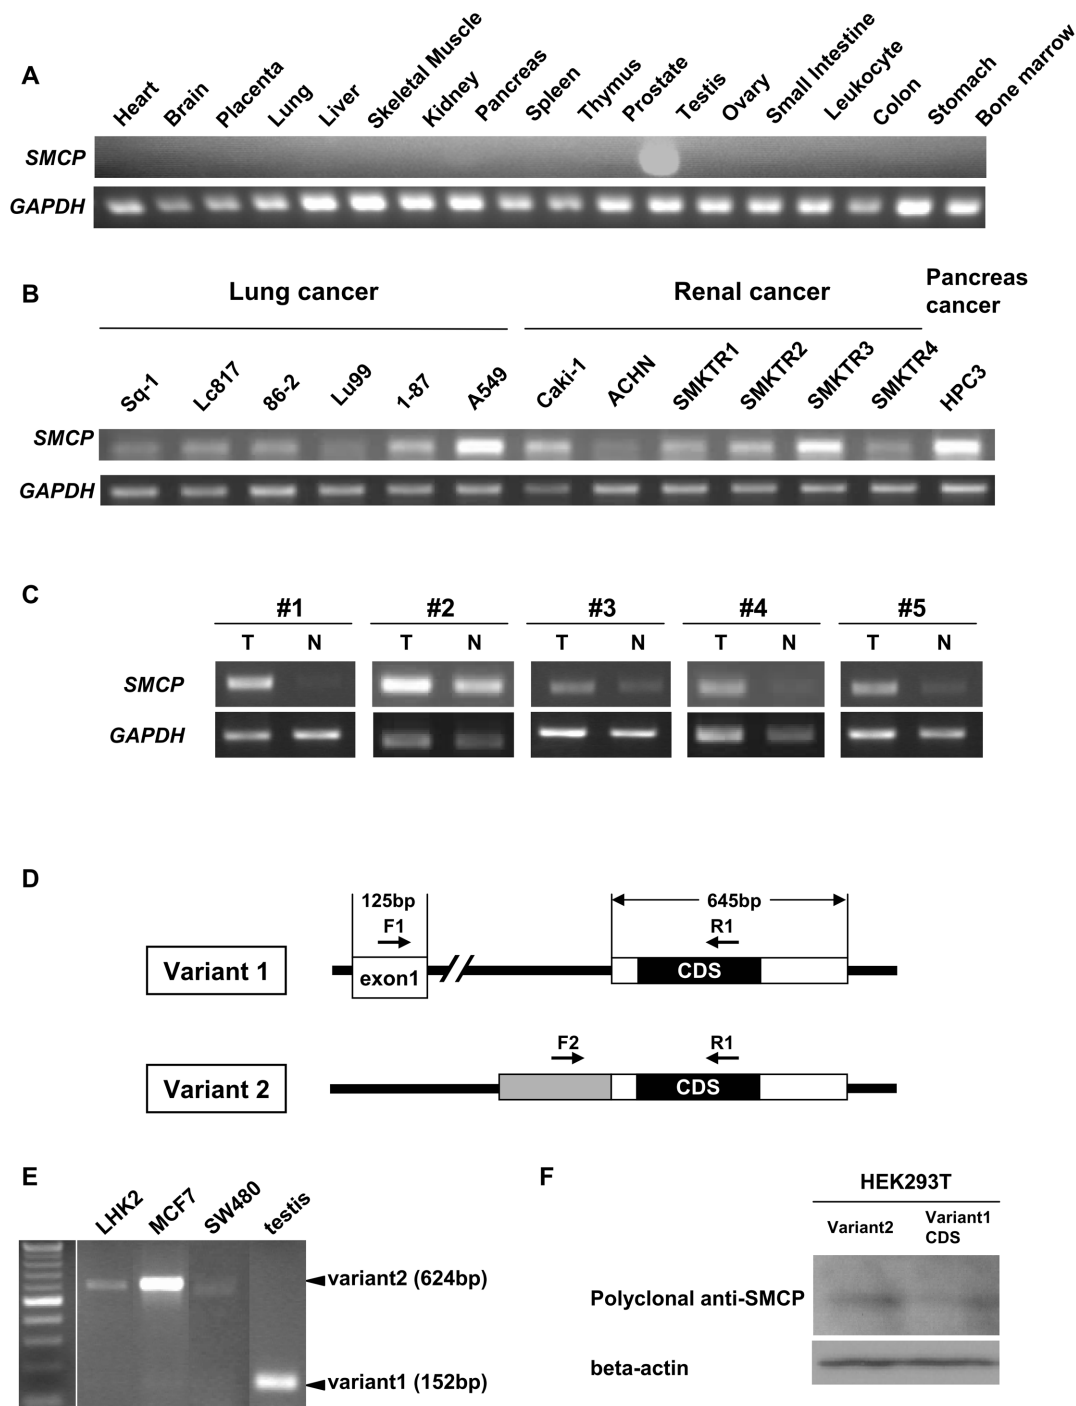 A
Heart Brain Placenta Lung Liver Skeletal Muscle Kidney Pancreas Spleen Thymus Prostate Testis Ovary Small Intestine Leukocyte Colon Stomach Bone marrow
SMCP
GAPDH
B
Lung cancer Renal cancer Pancreas cancer
Sq-1 Lc817 86-2 Lu99 1-87 A549 Caki-1 ACHN SMKTR1 SMKTR2 SMKTR3 SMKTR4 HPC3
SMCP
GAPDH
C
#1 #2 #3 #4 #5
T N T N T N T N T N
SMCP
GAPDH
D
125bp 645bp
F1 R1
Variant 1 exon1 CDS
F2 R1
Variant 2 CDS
E
LHK2 MCF7 SW480 testis
variant2 (624bp)
variant1 (152bp)
F
HEK293T
Variant2 Variant1
CDS
Polyclonal anti-SMCP
beta-actin